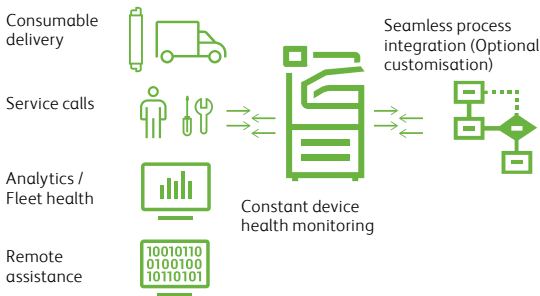 Consumable
delivery
Service calls
Analytics /
Fleet health
Remote
assistance
10010110
0100100
10110101
Constant device
health monitoring
Seamless process
integration (Optional
customisation)